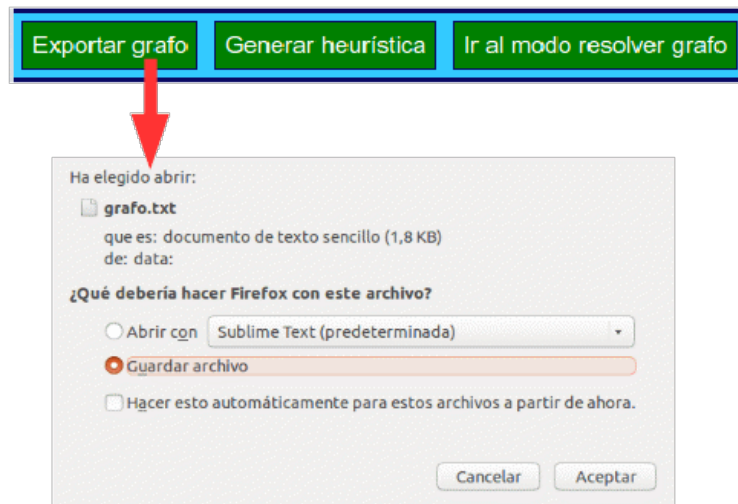 Exportar grafo
Generar heurística
Ir al modo resolver grafo
Ha elegido abrir:
grafo.txt
que es: documento de texto sencillo (1,8 KB)
de: data:
¿Qué debería hacer Firefox con este archivo?
Abrir con Sublime Text (predeterminada)
Guardar archivo
Hacer esto automáticamente para estos archivos a partir de ahora.
Cancelar
Aceptar